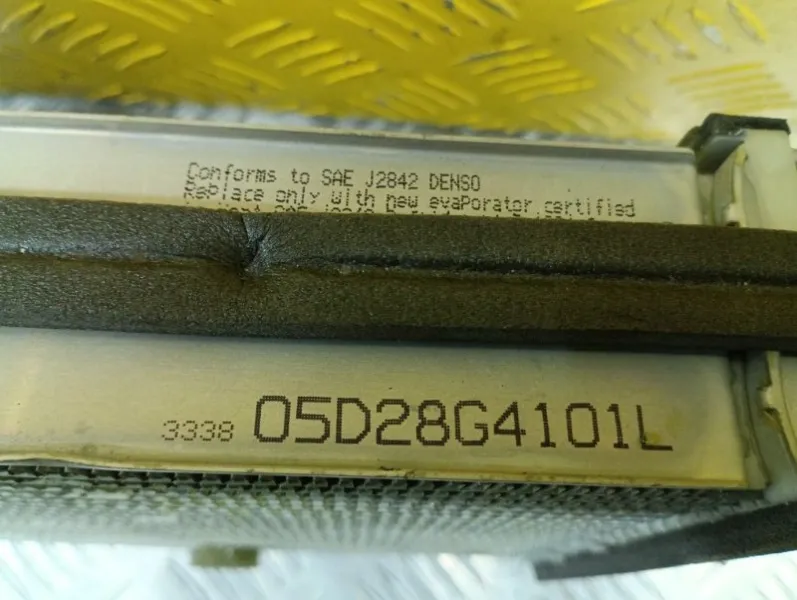 Conforms to SAE J2842 DENSO
Replace only with new evaporator certified
3338 05D28G4101L